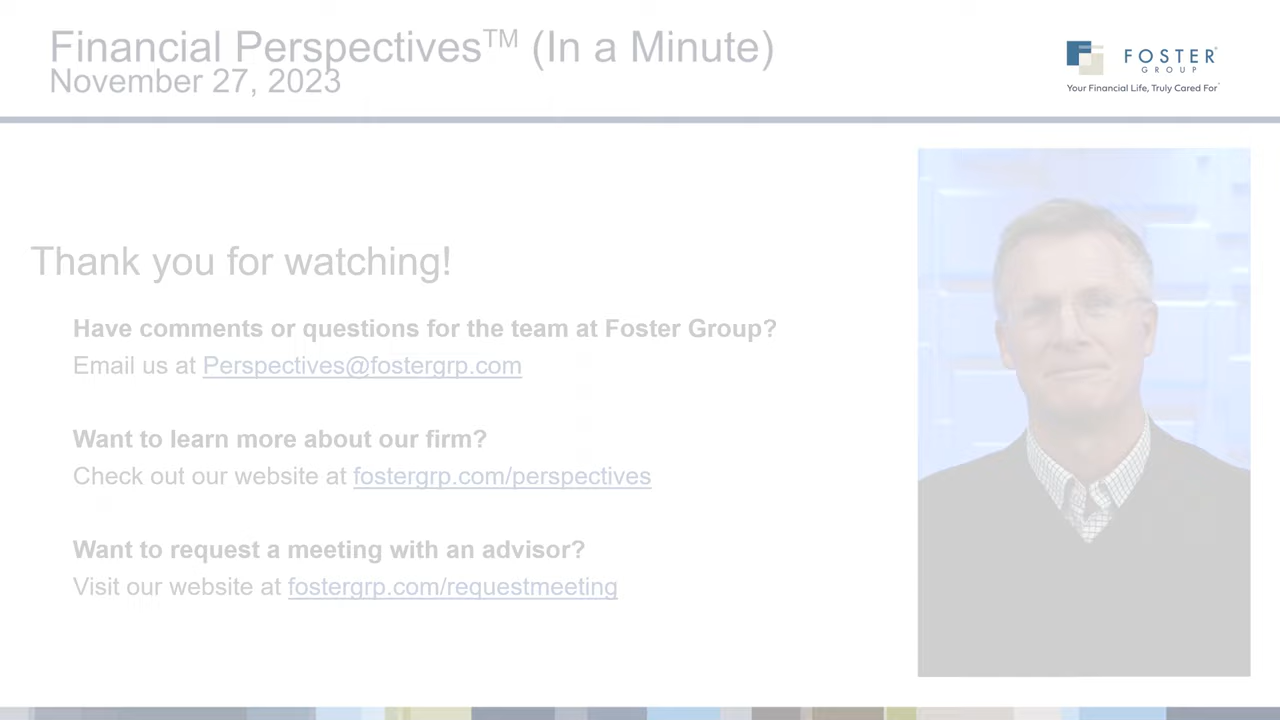 Financial Perspectives™ (In a Minute)
November 27, 2023
FOSTER
GROUP
Your Financial Life, Truly Cared For
Thank you for watching!
Have comments or questions for the team at Foster Group?
Email us at Perspectives@fostergrp.com
Want to learn more about our firm?
Check out our website at fostergrp.com/perspectives
Want to request a meeting with an advisor?
Visit our website at fostergrp.com/requestmeeting